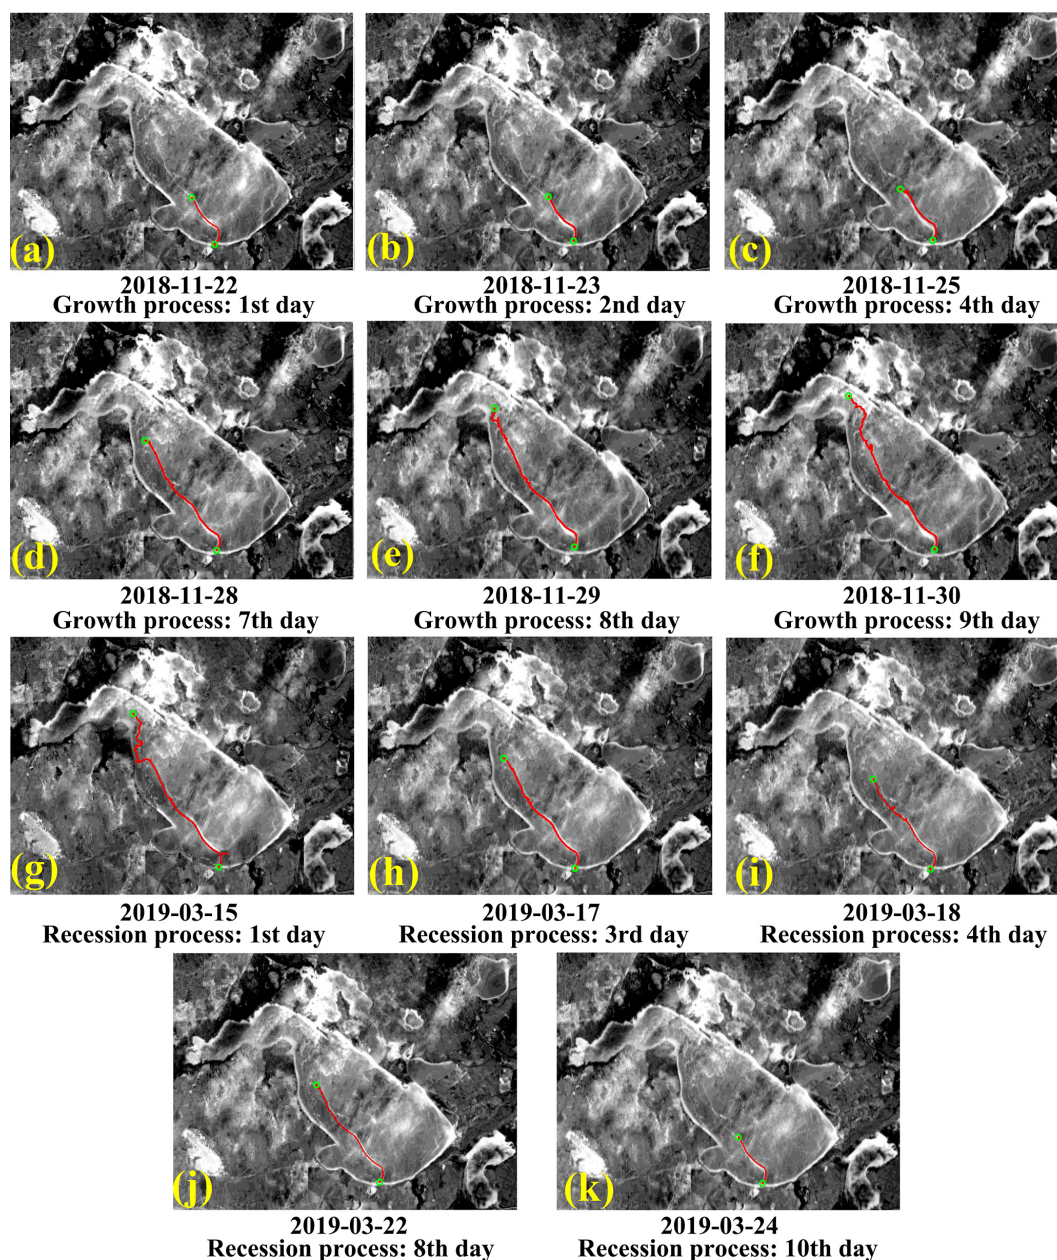 (a)
(b)
(c)
2018-11-22
2018-11-23
2018-11-25
Growth process: 1st day
Growth process: 2nd day
Growth process: 4th day
(d)
(e)
(f)
2018-11-28
2018-11-29
2018-11-30
Growth process: 7th day
Growth process: 8th day
Growth process: 9th day
(g)
(h)
(i)
2019-03-15
2019-03-17
2019-03-18
Recession process: 1st day
Recession process: 3rd day
Recession process: 4th day
(j)
(k)
2019-03-22
2019-03-24
Recession process: 8th day
Recession process: 10th day